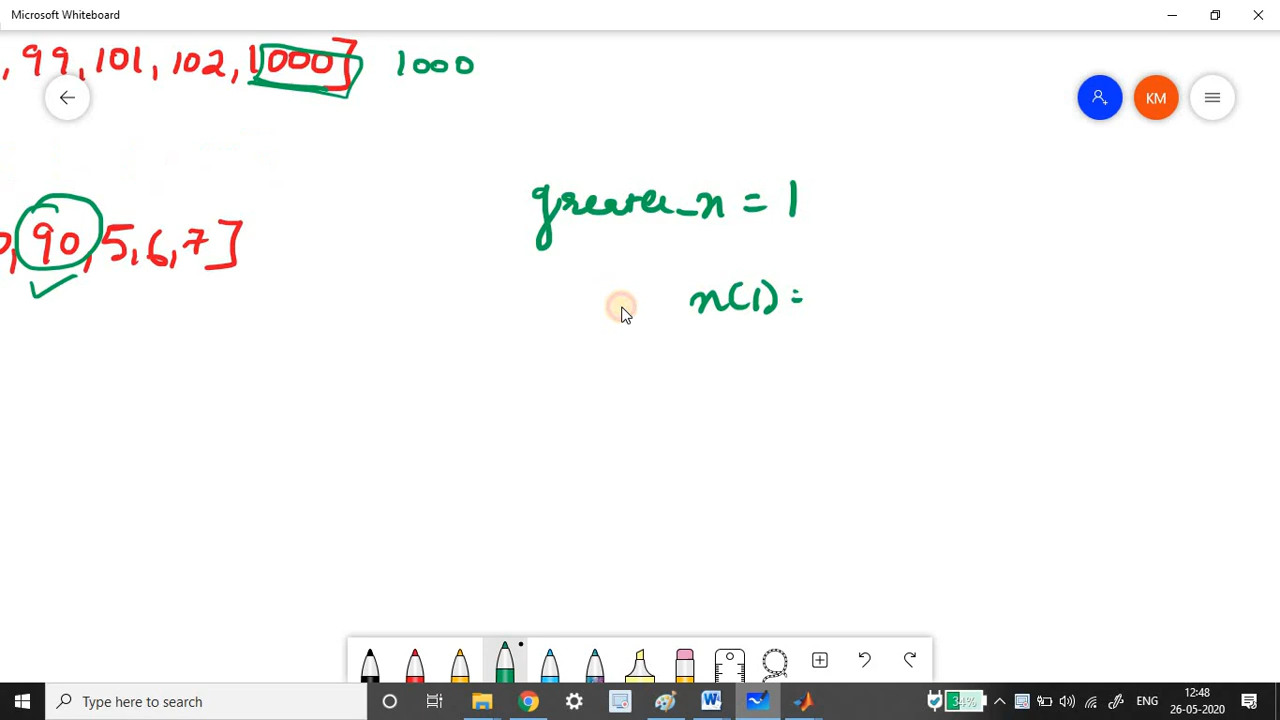 Microsoft Whiteboard
, 99, 101, 102, 1000] 1000
KM
greater_n = 1
, 90, 5, 6, 7]
n(1) =
Type here to search
34%
ENG
12:48
26-05-2020